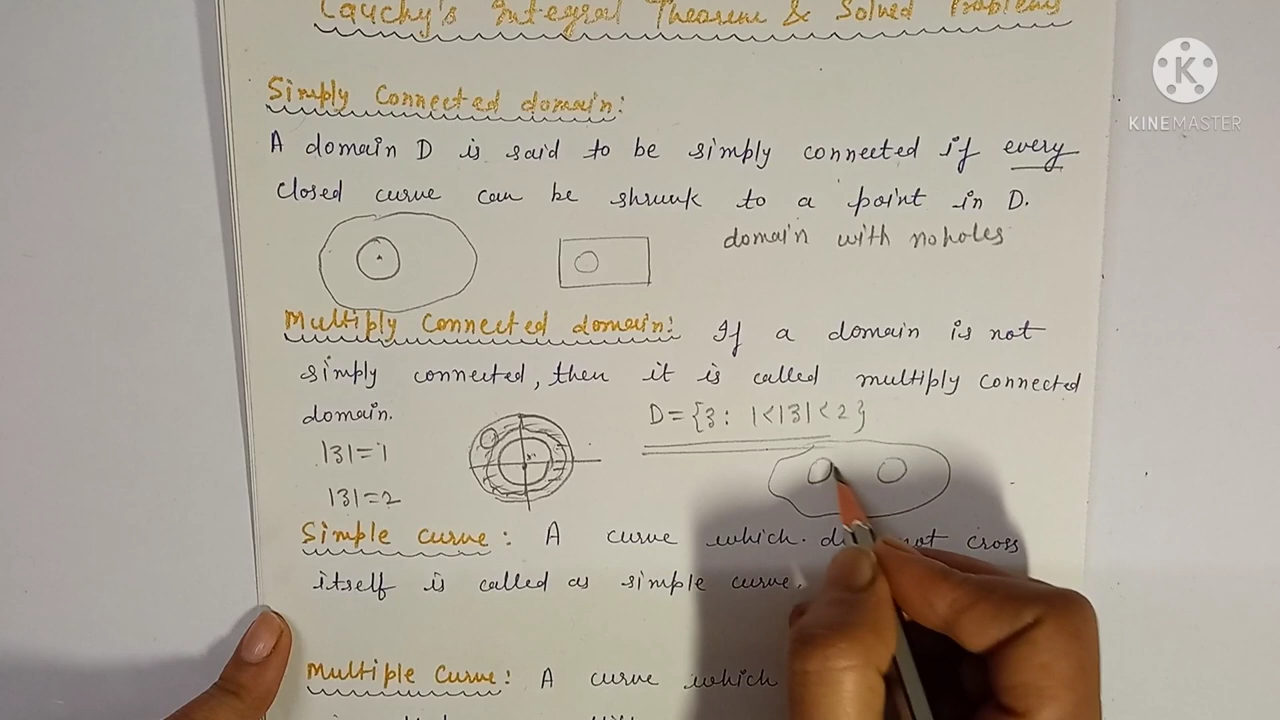 Cauchy's Integral Theorem & Solved Problems
KINEMASTER
Simply Connected domain:
A domain D is said to be simply connected if every
closed curve can be shrunk to a point in D.
domain with no holes
Multiply Connected domain: If a domain is not
simply connected, then it is called multiply connected
domain.
D = {z : 1<|z|<2}
|z|=1
|z|=2
Simple curve: A curve which not cross
itself is called as simple curve.
Multiple Curve: A curve which